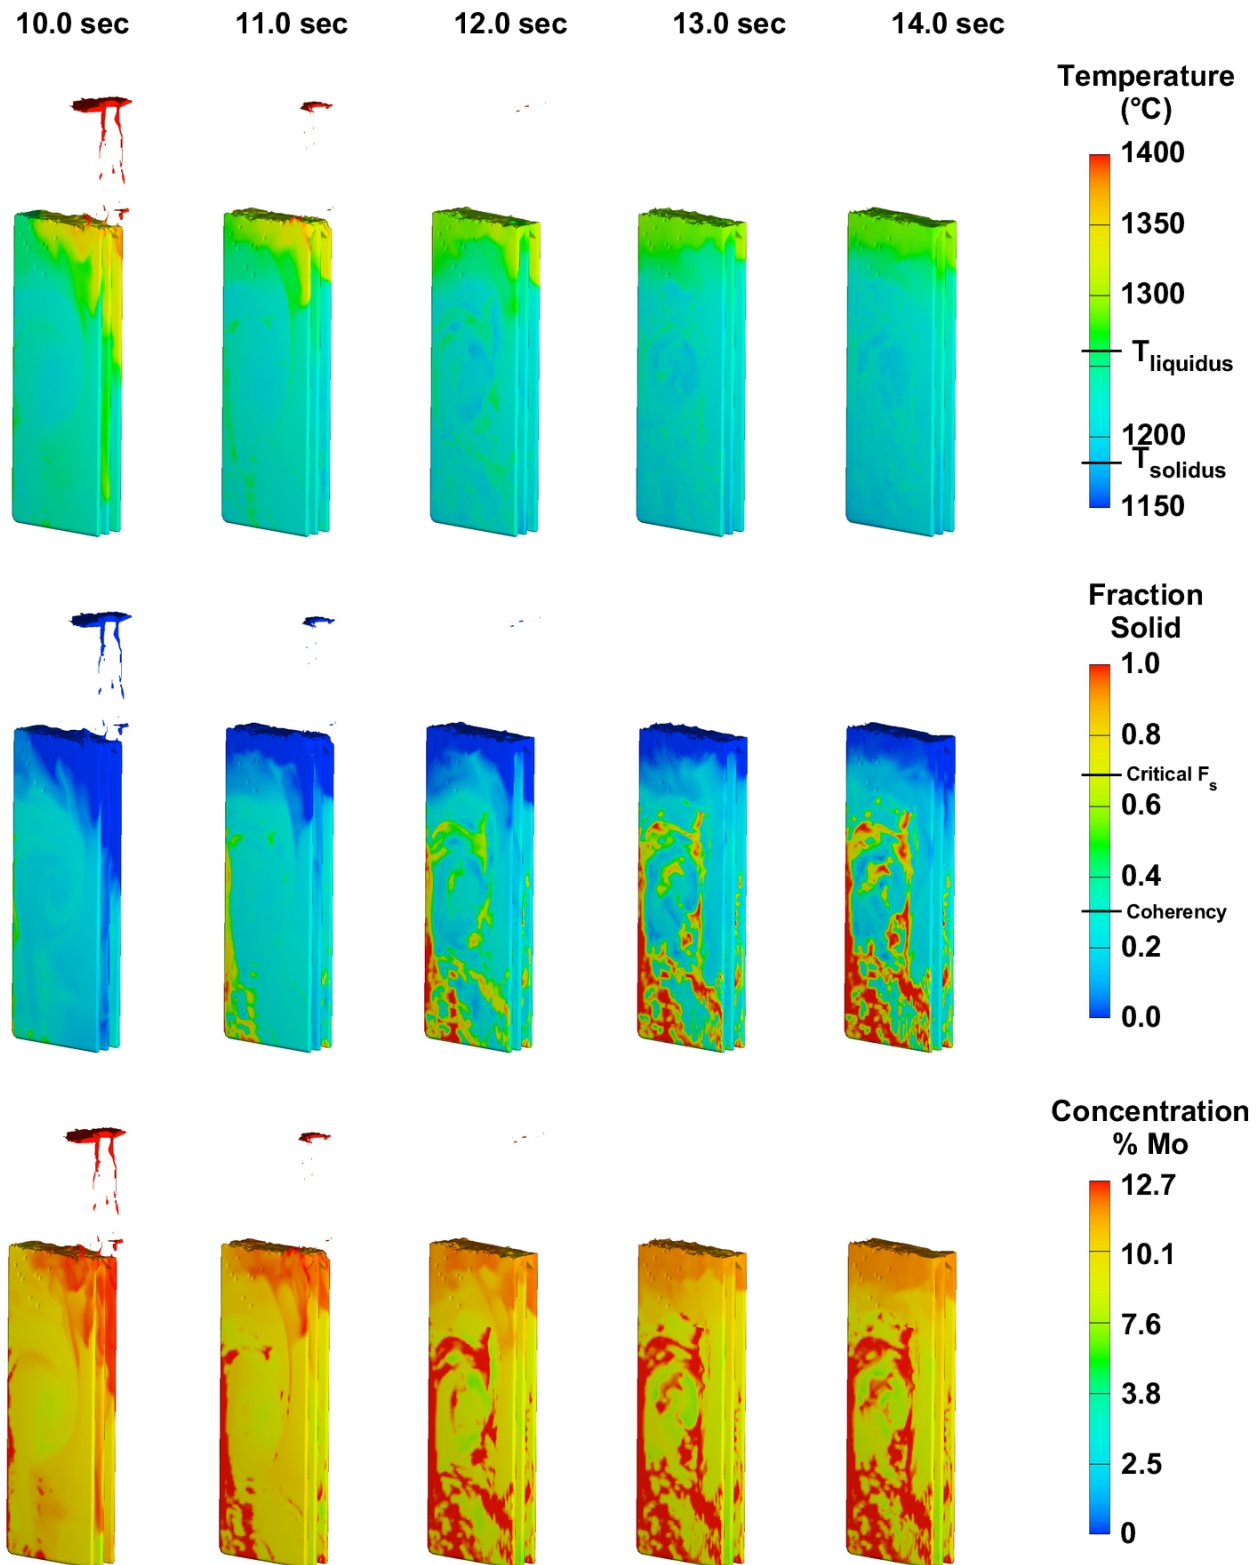 10.0 sec 11.0 sec 12.0 sec 13.0 sec 14.0 sec
Temperature
(°C)
1400
1350
1300
Tliquidus
1200
Tsolidus
1150
Fraction
Solid
1.0
0.8
Critical Fs
0.6
0.4
Coherency
0.2
0.0
Concentration
% Mo
12.7
10.1
7.6
3.8
2.5
0